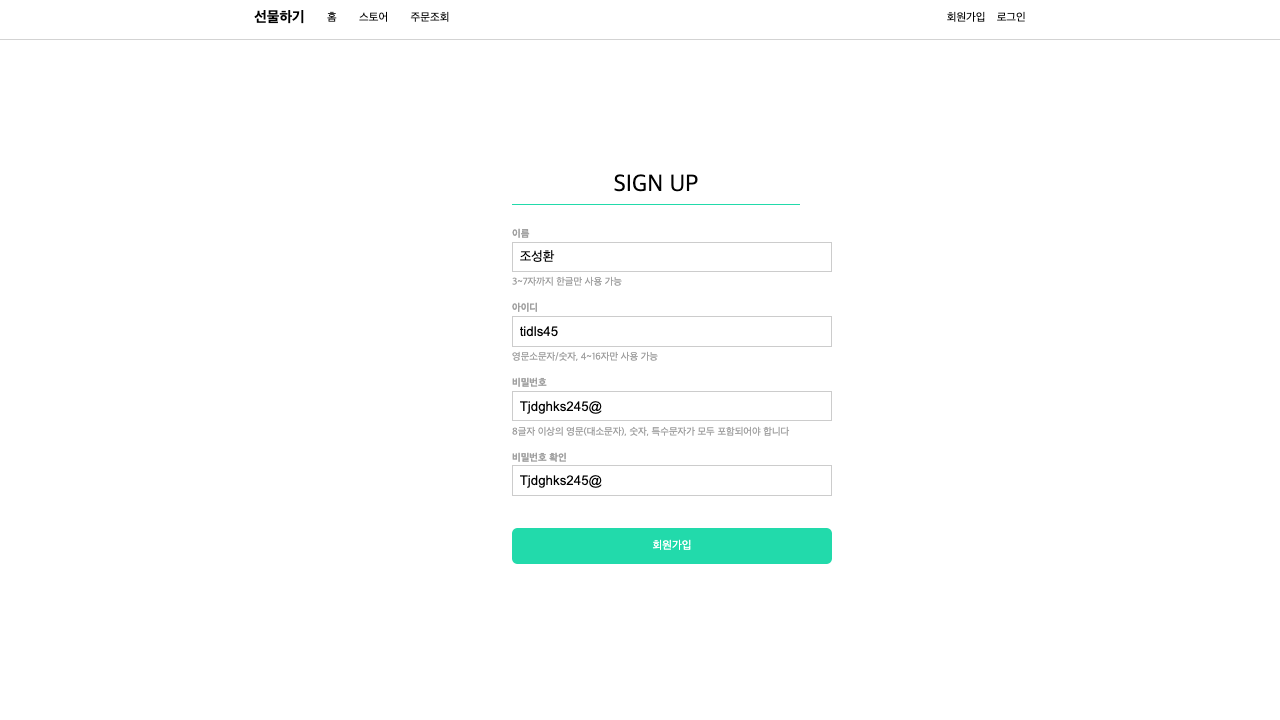 선물하기 홈 스토어 주문조회 회원가입 로그인
SIGN UP
이름
조성환
3~7자까지 한글만 사용 가능
아이디
tidls45
영문소문자/숫자, 4~16자만 사용 가능
비밀번호
Tjdghks245@
8글자 이상의 영문(대소문자), 숫자, 특수문자가 모두 포함되어야 합니다
비밀번호 확인
Tjdghks245@
회원가입